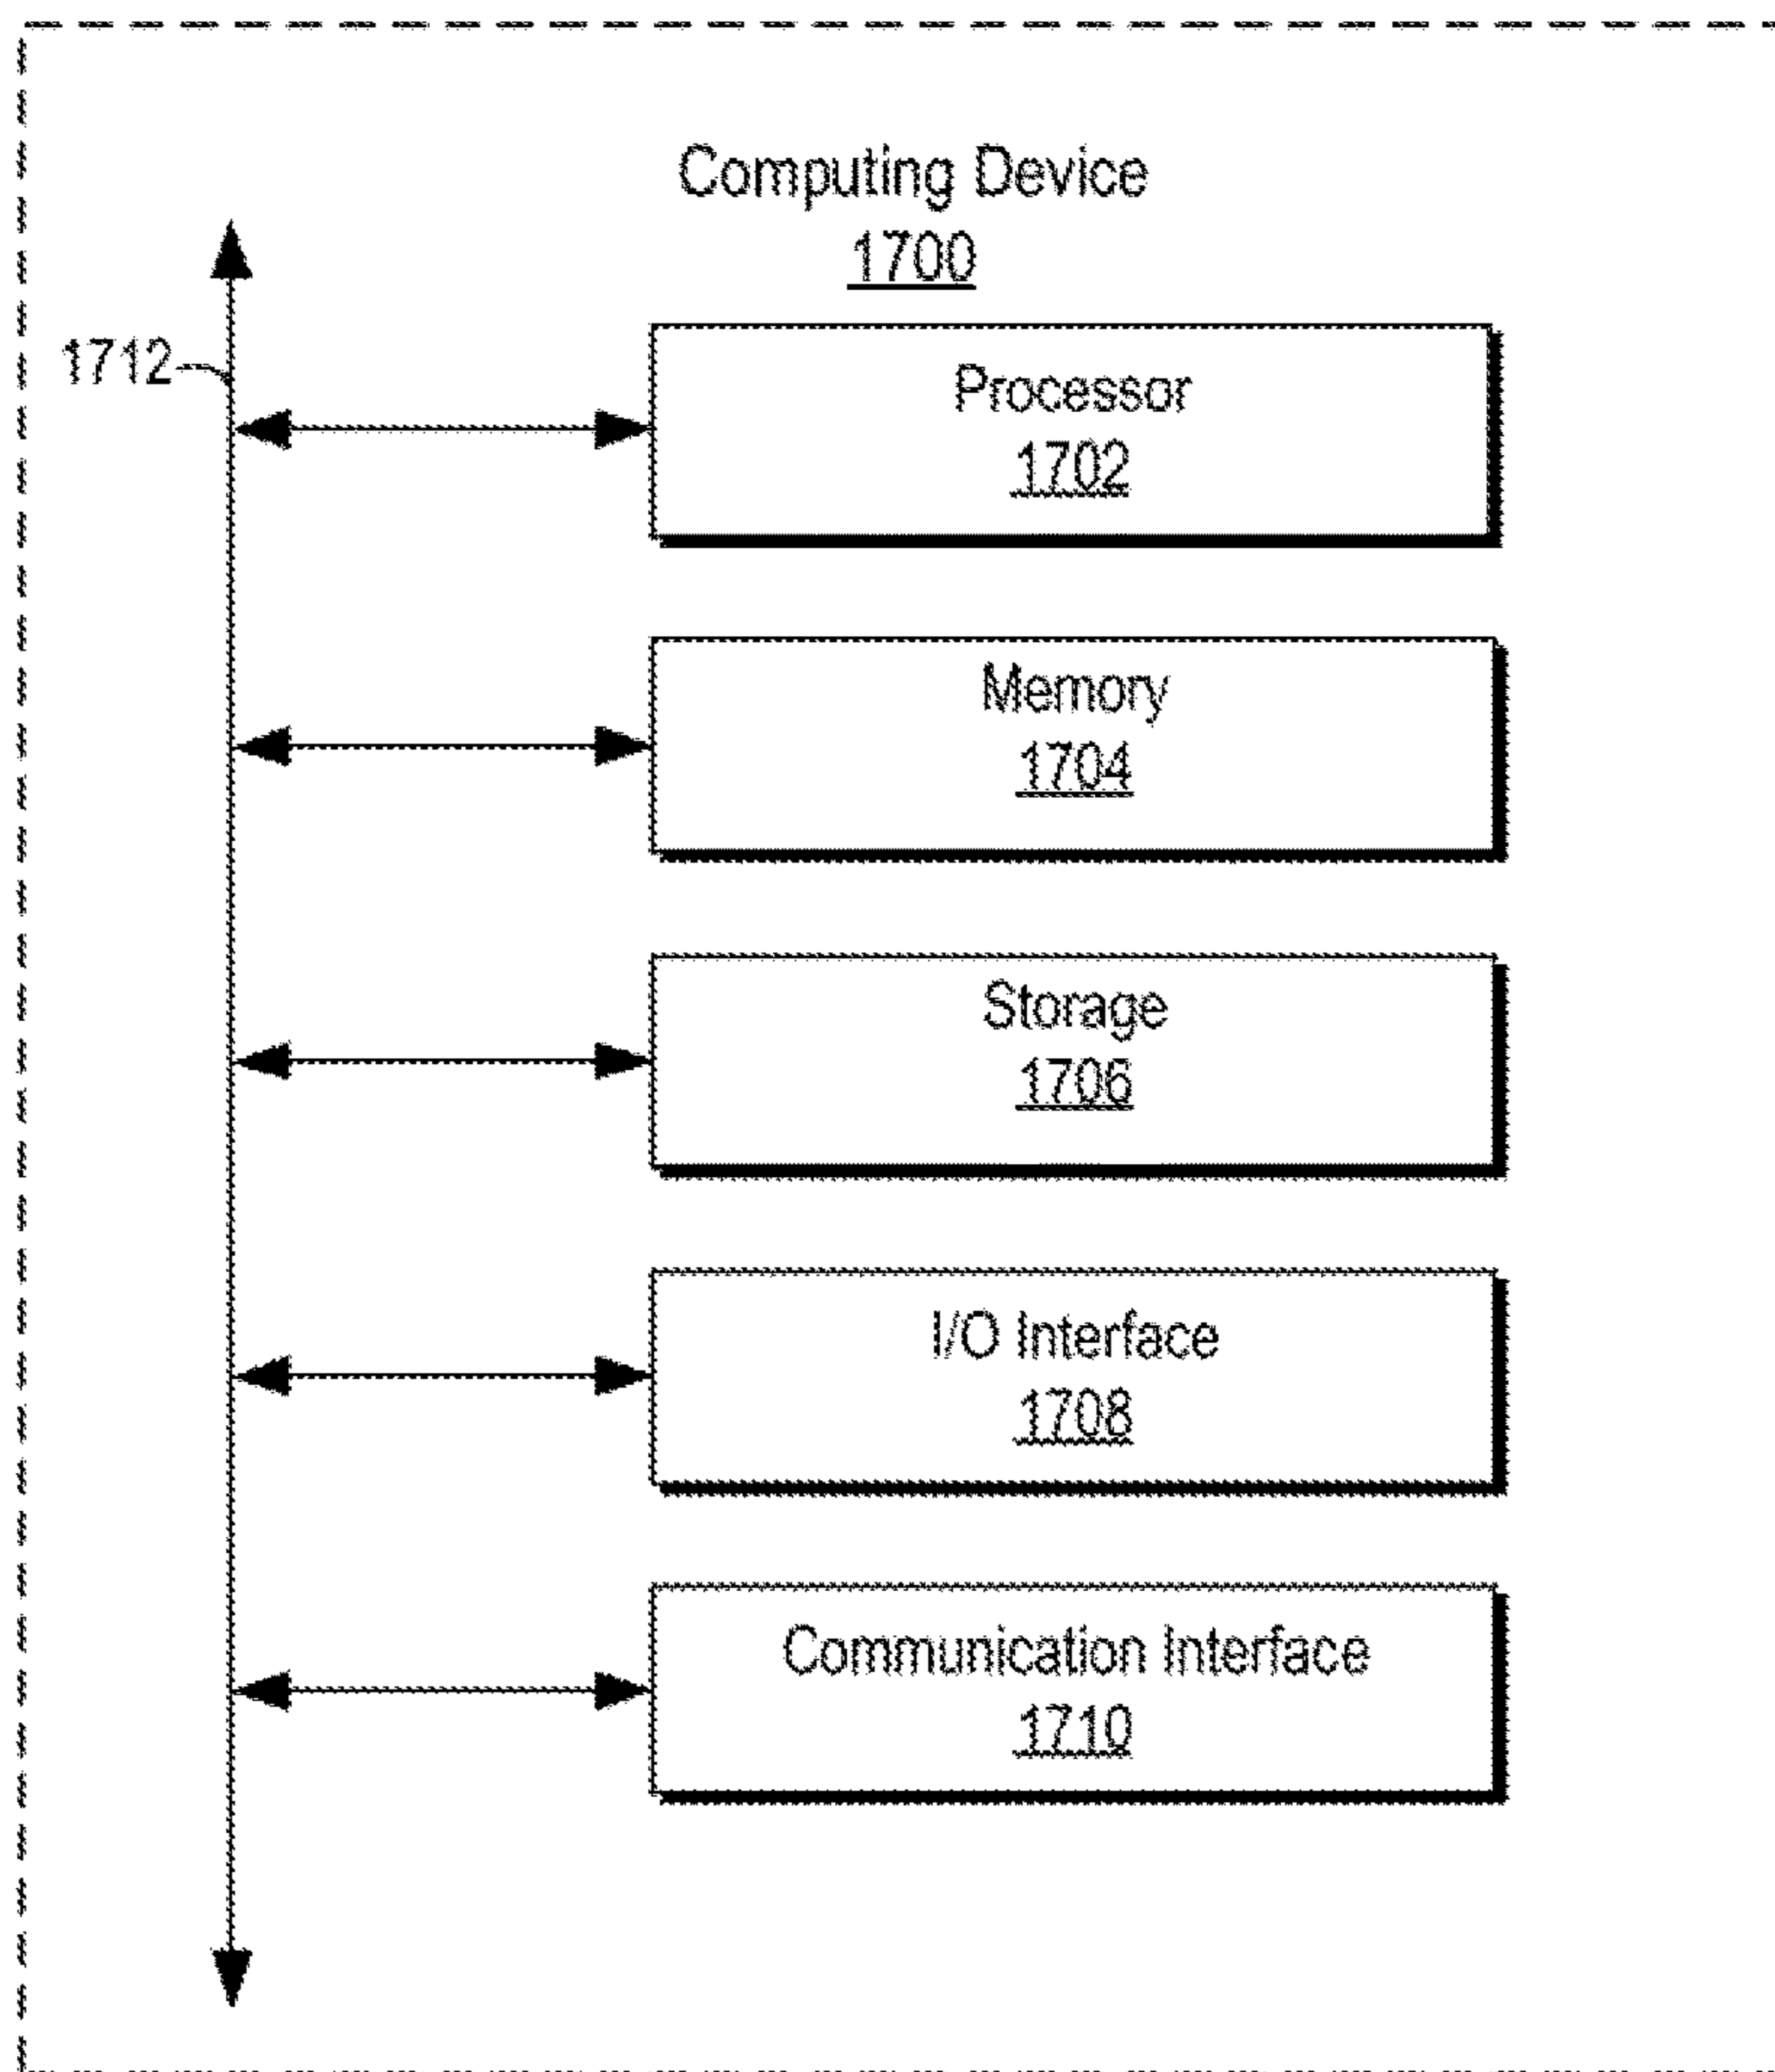 Computing Device
1700
1712
Processor
1702
Memory
1704
Storage
1706
I/O Interface
1708
Communication Interface
1710